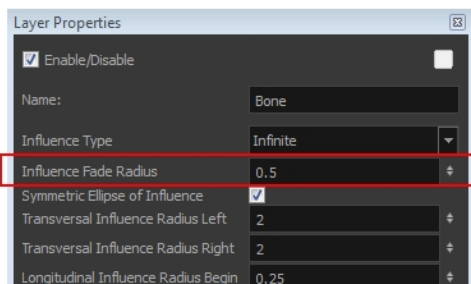 Layer Properties
Enable/Disable
Name: Bone
Influence Type Infinite
Influence Fade Radius 0.5
Symmetric Ellipse of Influence
Transversal Influence Radius Left 2
Transversal Influence Radius Right 2
Longitudinal Influence Radius Begin 0.25